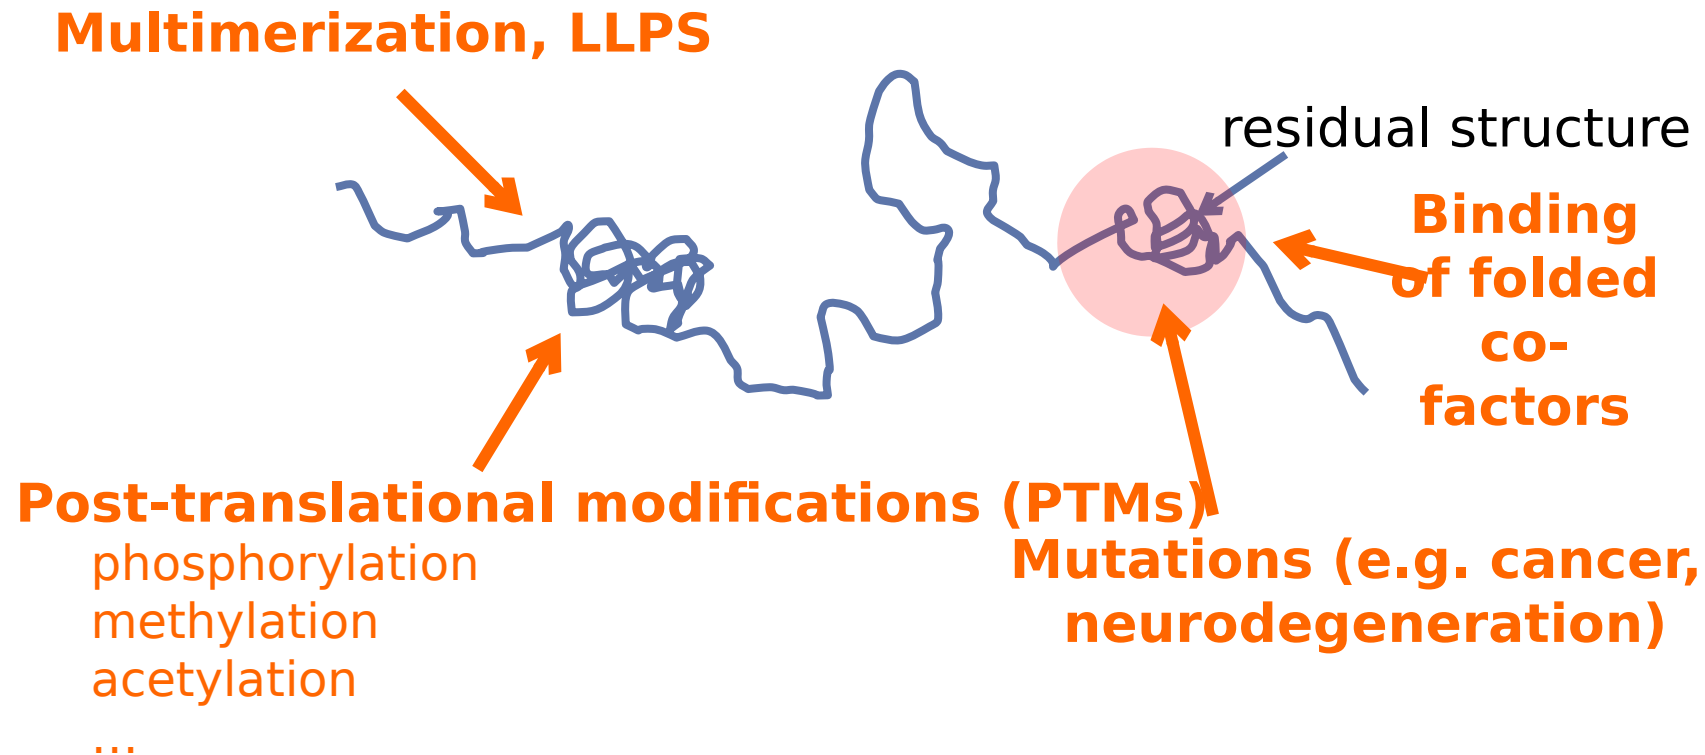 Multimerization, LLPS
residual structure
Binding
of folded
co-
factors
Post-translational modifications (PTMs)
phosphorylation
methylation
acetylation
...
Mutations (e.g. cancer,
neurodegeneration)